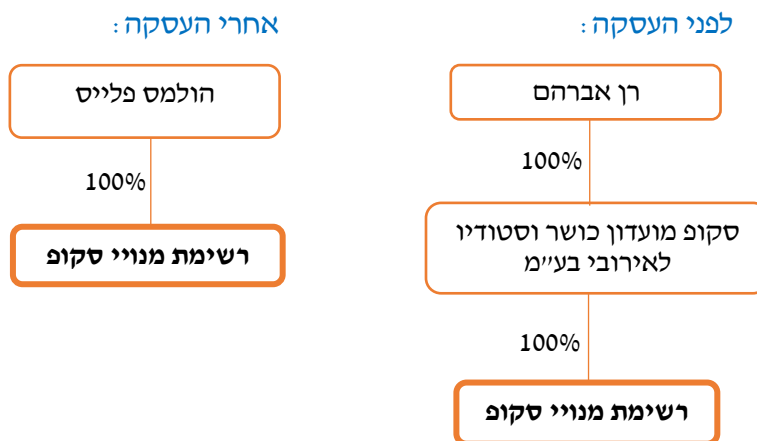 לפני העסקה:
רן אברהם
100%
סקופ מועדון כושר וסטודיו
לאירובי בע"מ
100%
רשימת מנויי סקופ
אחרי העסקה:
הולמס פלייס
100%
רשימת מנויי סקופ